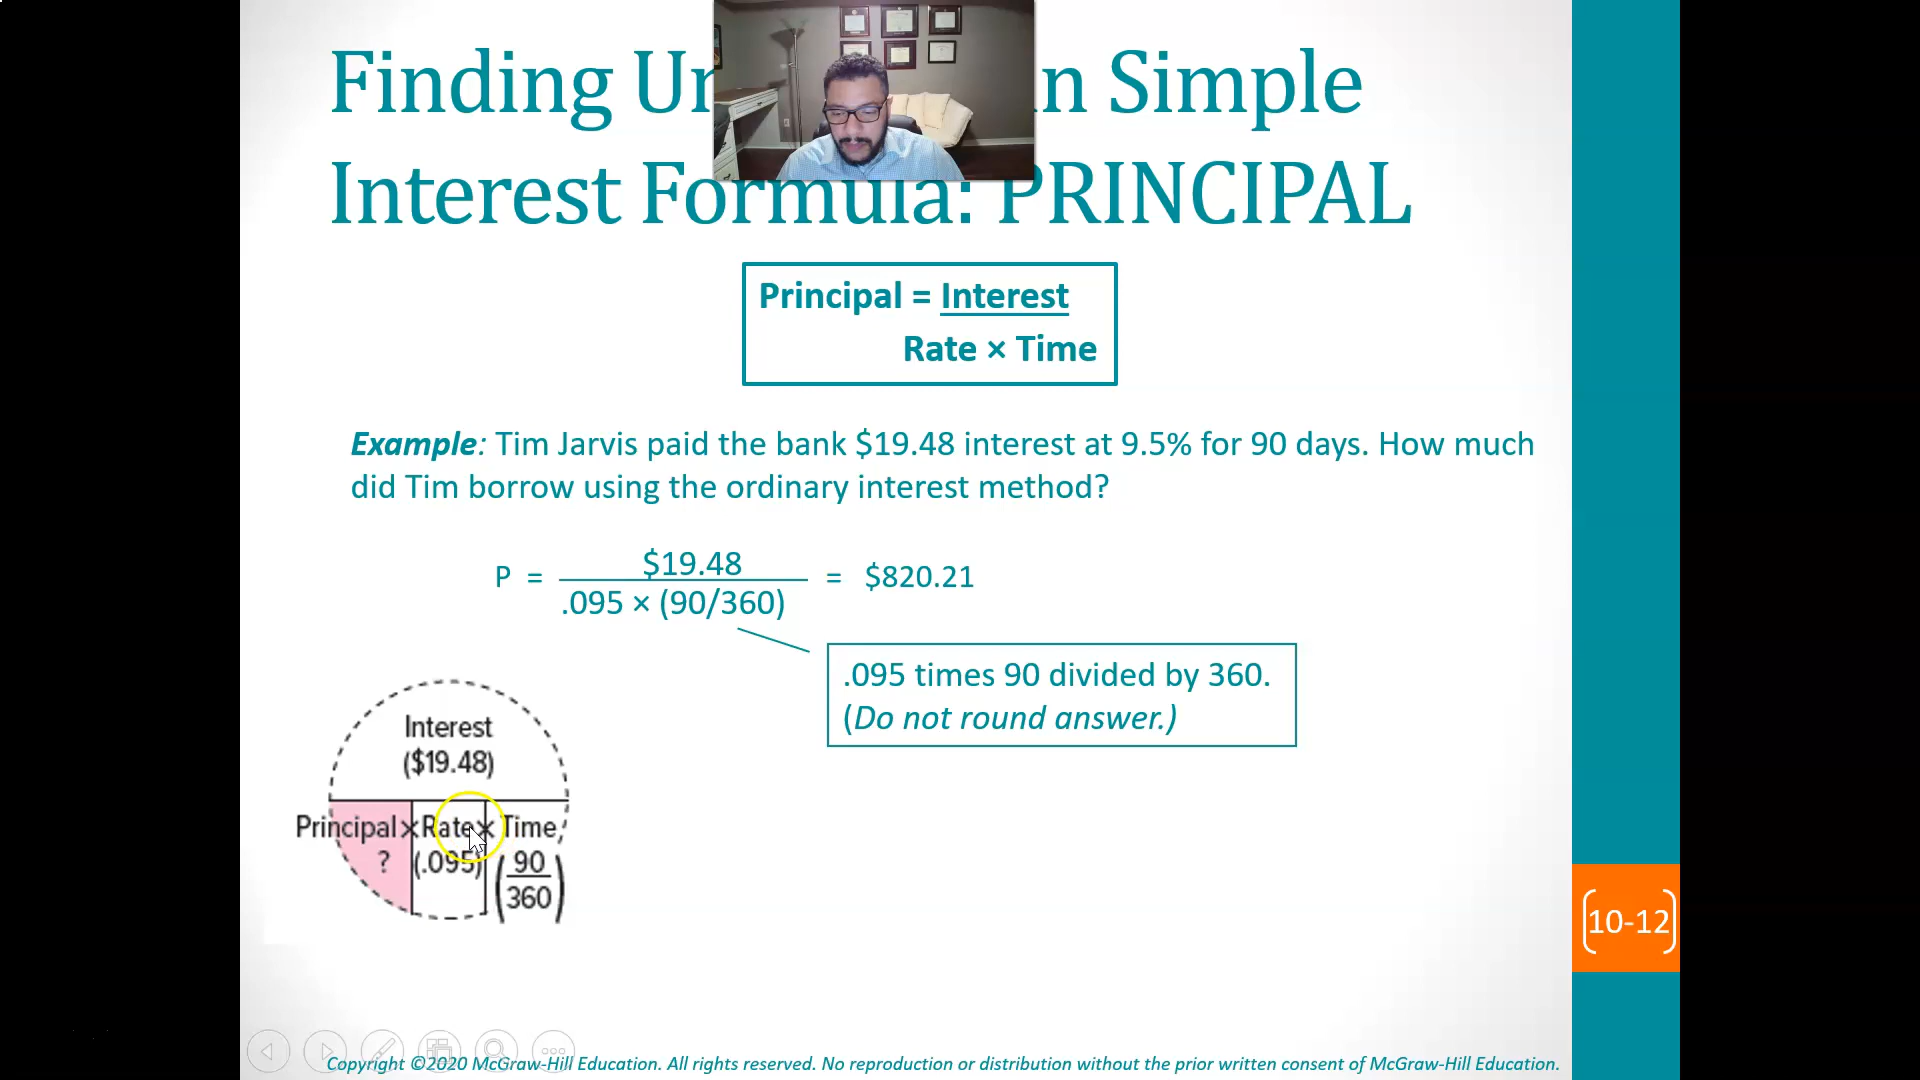 Finding Un in Simple
Interest Formula: PRINCIPAL
Principal = Interest
Rate × Time
Example: Tim Jarvis paid the bank $19.48 interest at 9.5% for 90 days. How much
did Tim borrow using the ordinary interest method?
$19.48
P = = $820.21
.095 × (90/360)
.095 times 90 divided by 360.
(Do not round answer.)
Interest
($19.48)
Principal × Rate × Time
? (.095) (90
360)
10-12
Copyright ©2020 McGraw-Hill Education. All rights reserved. No reproduction or distribution without the prior written consent of McGraw-Hill Education.